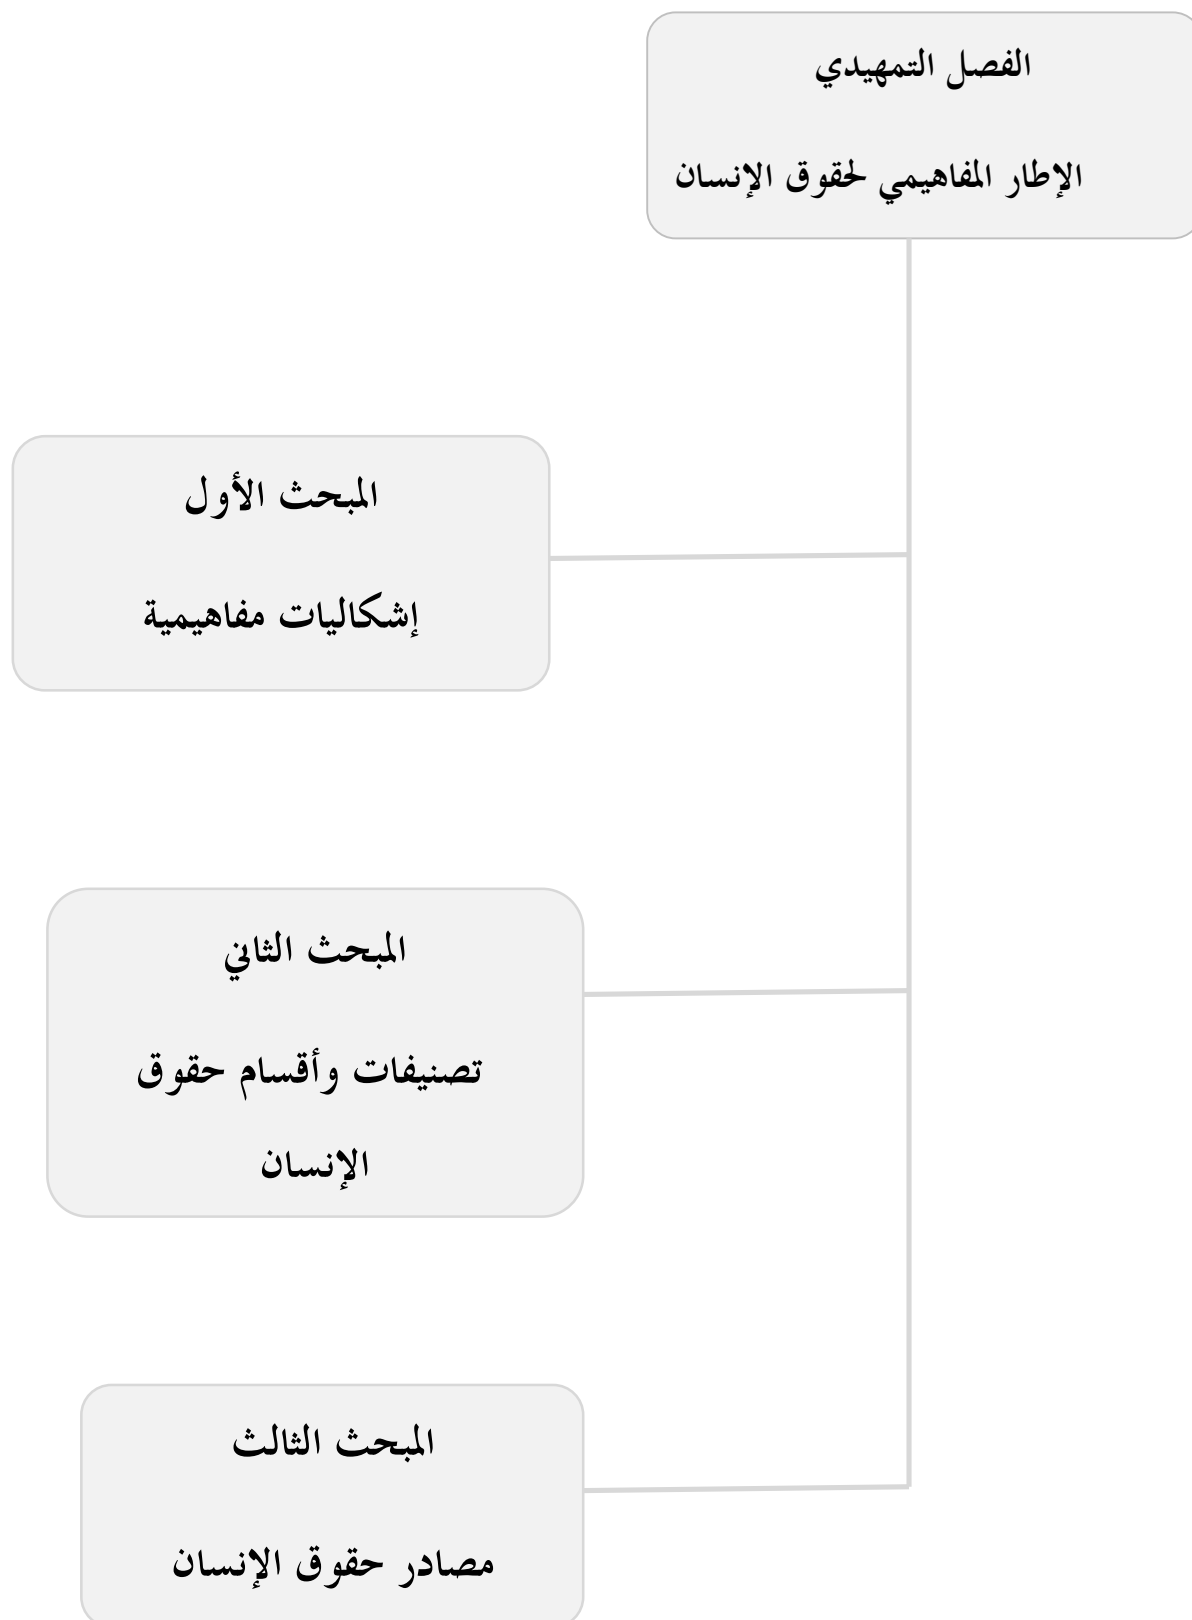 الفصل التمهيدي
الإطار المفاهيمي لحقوق الإنسان
المبحث الأول
إشكاليات مفاهيمية
المبحث الثاني
تصنيفات وأقسام حقوق
الإنسان
المبحث الثالث
مصادر حقوق الإنسان